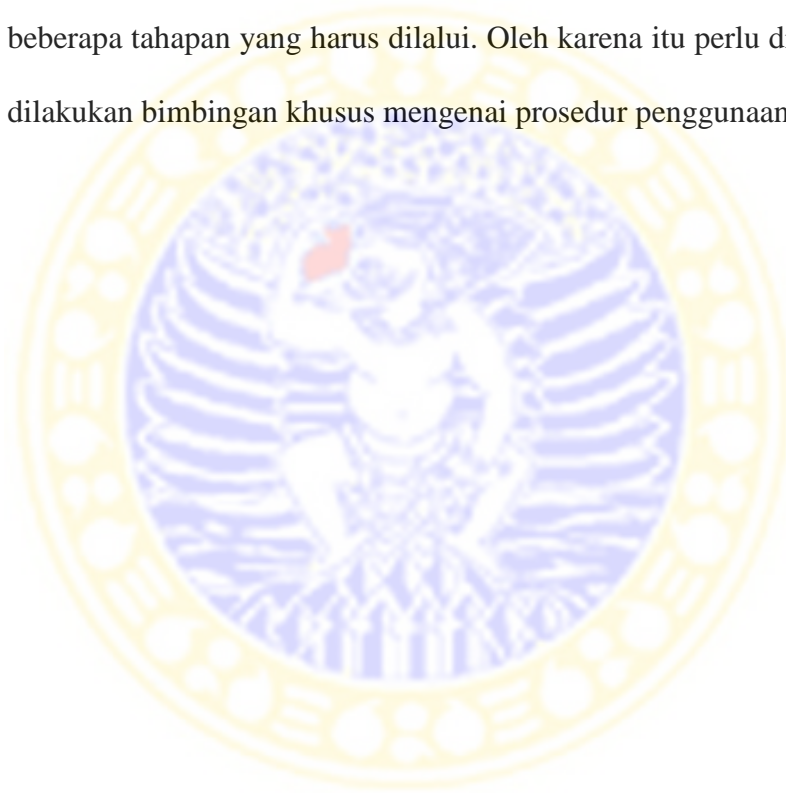 beberapa tahapan yang harus dilalui. Oleh karena itu perlu
dilakukan bimbingan khusus mengenai prosedur penggunaan